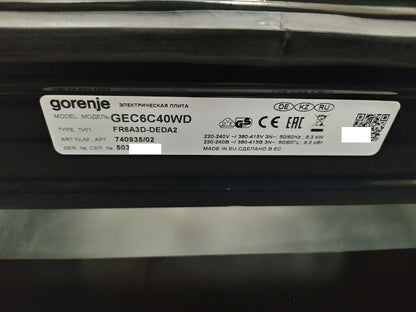 gorenje ЭЛЕКТРИЧЕСКАЯ ПЛИТА DE KZ RU
MODEL.МОДЕЛЬ: GEC6C40WD
TYPE .ТИП. FR6A3D-DEDA2
ART.NUM .АРТ. 740935/02
SER. № СЕР. № 503
GS CE EAC
220-240V ~/ 380-415V 3N~, 50/60Hz 9.3 kW
220-240В ~/ 380-415В 3N~, 50/60Гц 9.3 кВт
MADE IN EU.СДЕЛАНО В ЕС